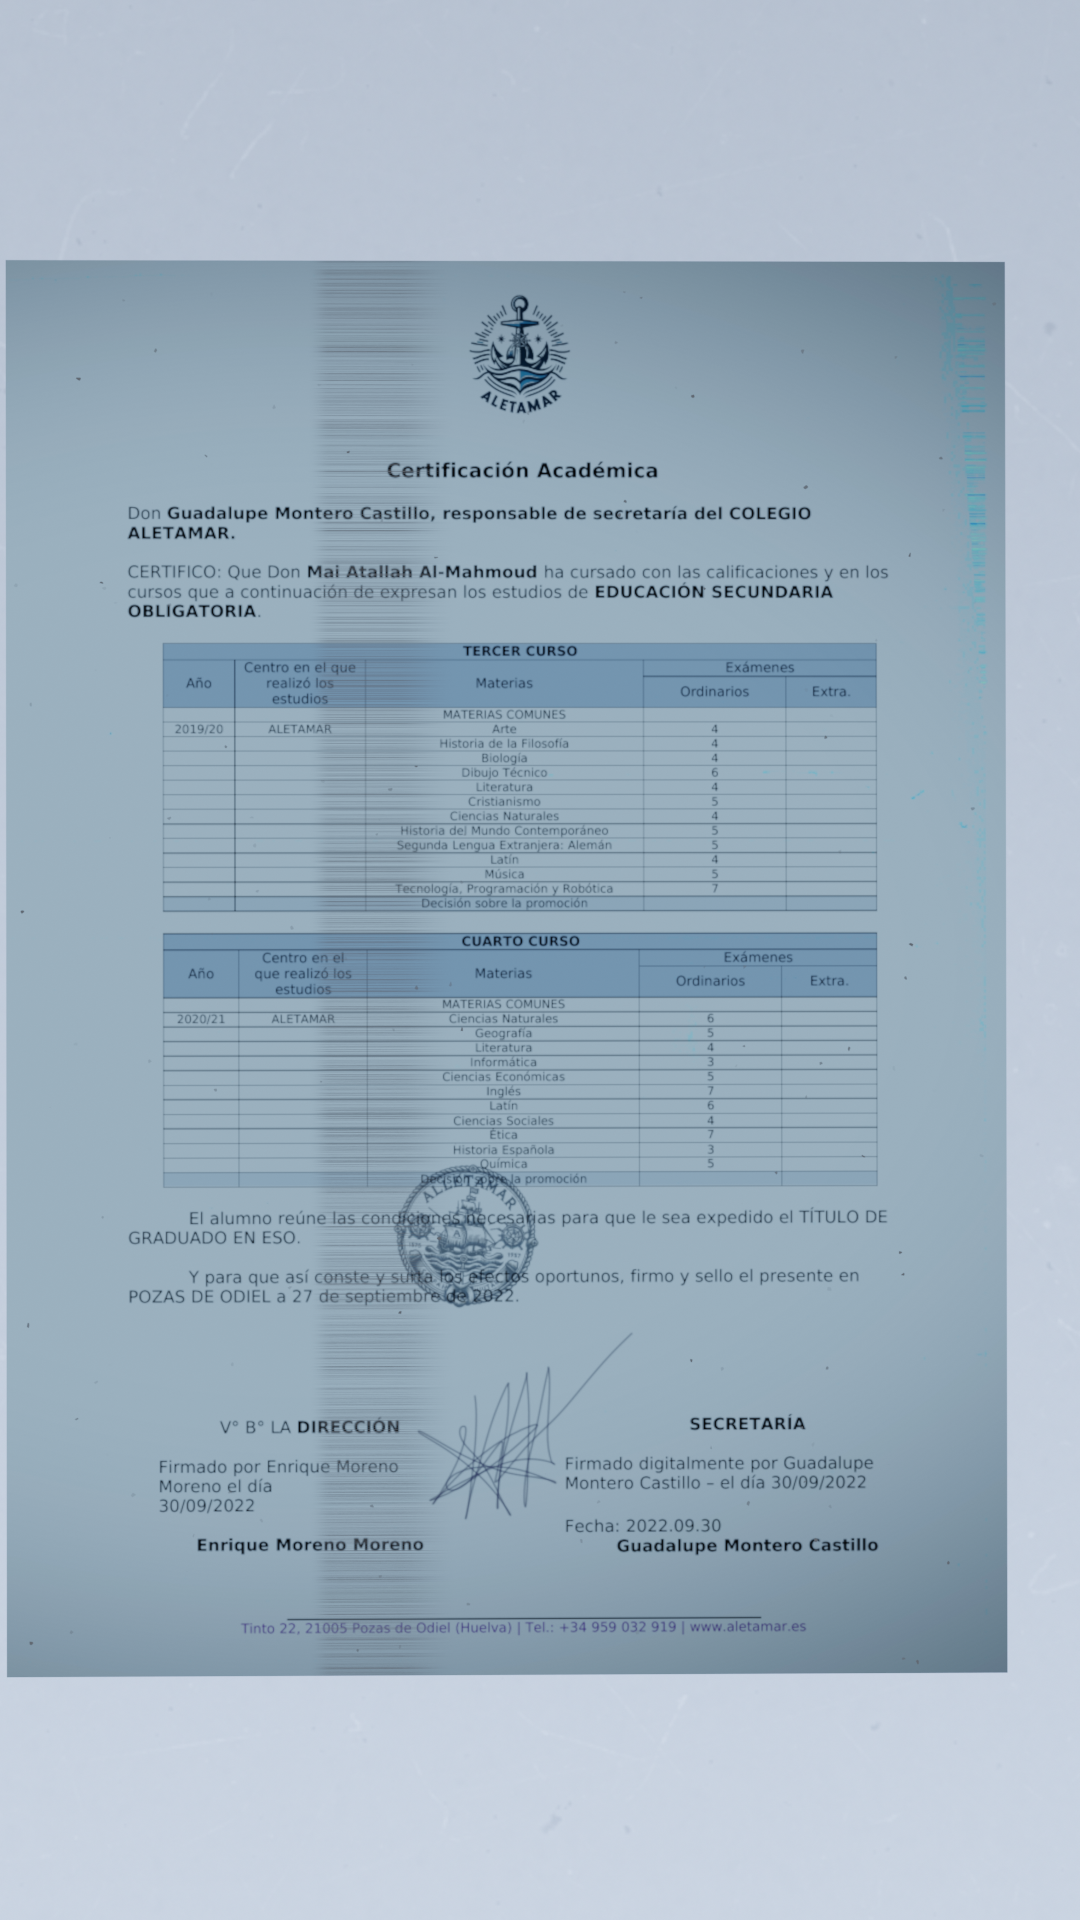 ALETAMAR
Certificación Académica
Don Guadalupe Montero Castillo, responsable de secretaría del COLEGIO
ALETAMAR.
CERTIFICO: Que Don Mai Atallah Al-Mahmoud ha cursado con las calificaciones y en los
cursos que a continuación de expresan los estudios de EDUCACIÓN SECUNDARIA
OBLIGATORIA.
TERCER CURSO
Año Centro en el que realizó los estudios Materias Exámenes
Ordinarios Extra.
MATERIAS COMUNES
2019/20 ALETAMAR Arte 4
Historia de la Filosofía 4
Biología 4
Dibujo Técnico 6
Literatura 4
Cristianismo 5
Ciencias Naturales 4
Historia del Mundo Contemporáneo 5
Segunda Lengua Extranjera: Alemán 5
Latín 4
Música 5
Tecnología, Programación y Robótica 7
Decisión sobre la promoción
CUARTO CURSO
Año Centro en el que realizó los estudios Materias Exámenes
Ordinarios Extra.
MATERIAS COMUNES
2020/21 ALETAMAR Ciencias Naturales 6
Geografía 5
Literatura 4
Informática 3
Ciencias Económicas 5
Inglés 7
Latín 6
Ciencias Sociales 4
Ética 7
Historia Española 3
Química 5
Decisión sobre la promoción
ALLETAMAR
El alumno reúne las condiciones necesarias para que le sea expedido el TÍTULO DE
GRADUADO EN ESO.
Y para que así conste y surta los efectos oportunos, firmo y sello el presente en
POZAS DE ODIEL a 27 de septiembre de 2022.
Vº Bº LA DIRECCIÓN
Firmado por Enrique Moreno
Moreno el día
30/09/2022
Enrique Moreno Moreno
SECRETARÍA
Firmado digitalmente por Guadalupe
Montero Castillo – el día 30/09/2022
Fecha: 2022.09.30
Guadalupe Montero Castillo
Tinto 22, 21005 Pozas de Odiel (Huelva) | Tel.: +34 959 032 919 | www.aletamar.es